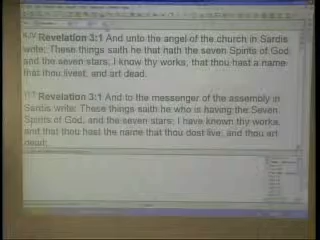 Revelation 3:1 And unto the angel of the church in Sardis
write; These things saith he that hath the seven Spirits of God,
and the seven stars; I know thy works, that thou hast a name
that thou livest, and art dead.
Revelation 3:1 And to the messenger of the assembly in
Sardis write: These things saith he who is having the Seven
Spirits of God, and the seven stars: I have known thy works,
and that thou hast the name that thou dost live, and thou art
dead;